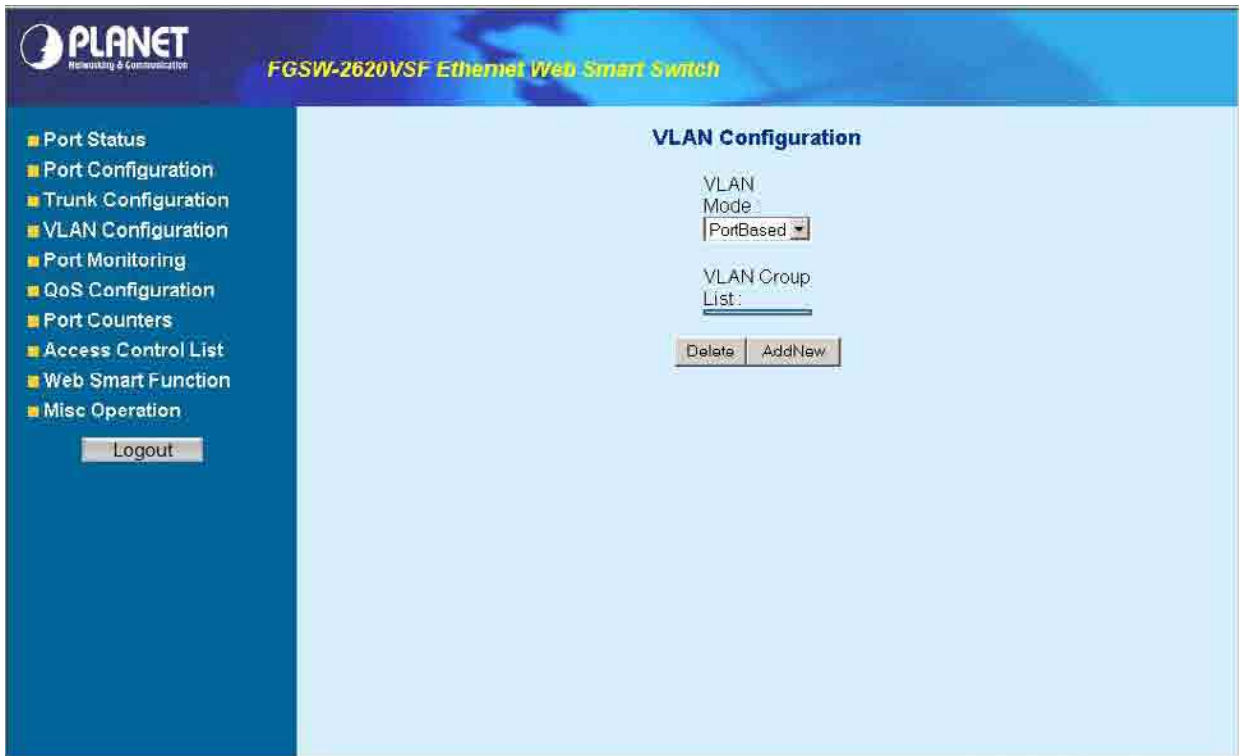 PLANET
Networking & Communication
FGSW-2620VSF Ethernet Web Smart Switch
Port Status
Port Configuration
Trunk Configuration
VLAN Configuration
Port Monitoring
QoS Configuration
Port Counters
Access Control List
Web Smart Function
Misc Operation
Logout
VLAN Configuration
VLAN
Mode :
PortBased
VLAN Group
List :
Delete AddNew